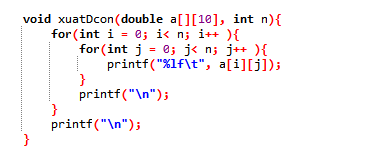 void xuatDcon(double a[][10], int n){
for(int i = 0; i< n; i++ ){
for(int j = 0; j< n; j++ ){
printf("%lf\t", a[i][j]);
}
printf("\n");
}
printf("\n");
}